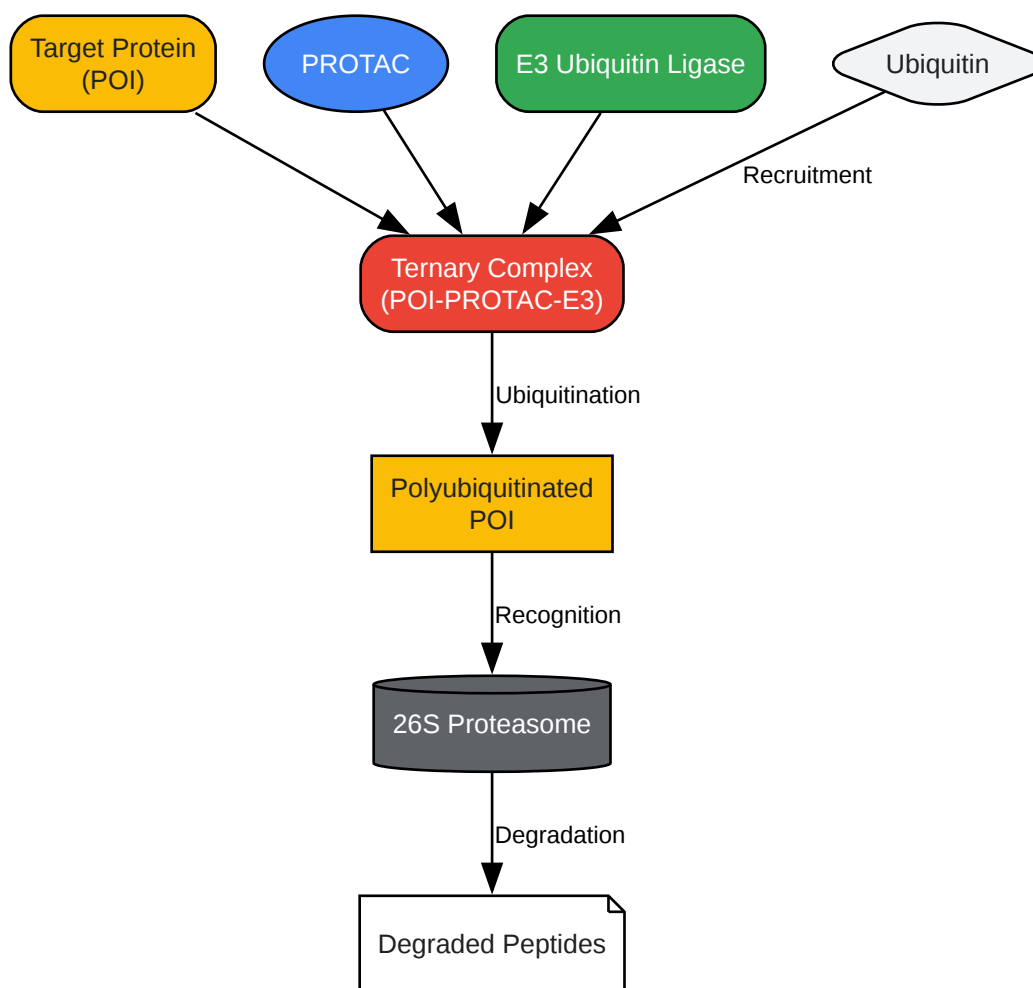 Target Protein
(POI)
PROTAC
E3 Ubiquitin Ligase
Ubiquitin
Recruitment
Ternary Complex
(POI-PROTAC-E3)
Ubiquitination
Polyubiquitinated
POI
Recognition
26S Proteasome
Degradation
Degraded Peptides